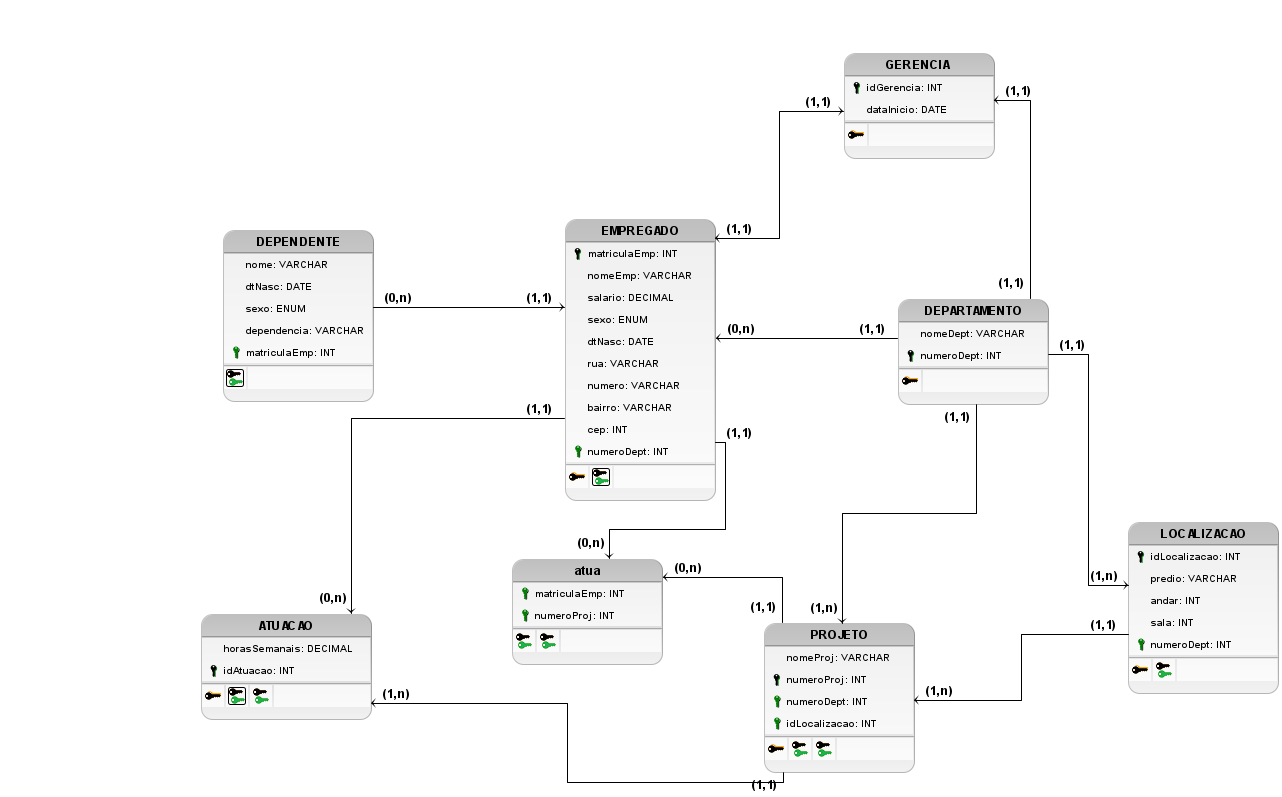 GERENCIA
idGerencia: INT
dataInicio: DATE
(1,1)
(1,1)
(1,1)
(1,1)
DEPENDENTE
nome: VARCHAR
dtNasc: DATE
sexo: ENUM
dependencia: VARCHAR
matriculaEmp: INT
(0,n)
(1,1)
EMPREGADO
matriculaEmp: INT
nomeEmp: VARCHAR
salario: DECIMAL
sexo: ENUM
dtNasc: DATE
rua: VARCHAR
numero: VARCHAR
bairro: VARCHAR
cep: INT
numeroDept: INT
(0,n)
(1,1)
DEPARTAMENTO
nomeDept: VARCHAR
numeroDept: INT
(1,1)
(1,1)
(1,1)
(1,1)
(0,n)
(0,n)
atua
matriculaEmp: INT
numeroProj: INT
(0,n)
(1,1)
(1,n)
(1,n)
LOCALIZACAO
idLocalizacao: INT
predio: VARCHAR
andar: INT
sala: INT
numeroDept: INT
(1,1)
(1,n)
ATUACAO
horasSemanais: DECIMAL
idAtuacao: INT
(1,n)
PROJETO
nomeProj: VARCHAR
numeroProj: INT
numeroDept: INT
idLocalizacao: INT
(1,1)